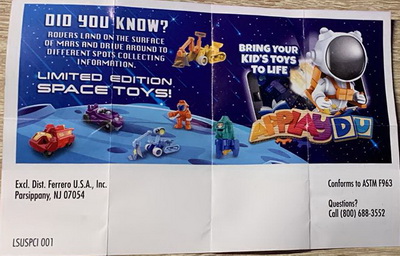 DID YOU KNOW?
ROVERS LAND ON THE SURFACE
OF MARS AND DRIVE AROUND TO
DIFFERENT SPOTS COLLECTING
INFORMATION.
LIMITED EDITION
SPACE TOYS!
BRING YOUR
KID'S TOYS
TO LIFE
APPLAYDU
Excl. Dist. Ferrero U.S.A., Inc.
Parsippany, NJ 07054
LSUSPCI 001
Conforms to ASTM F963
Questions?
Call (800) 688-3552